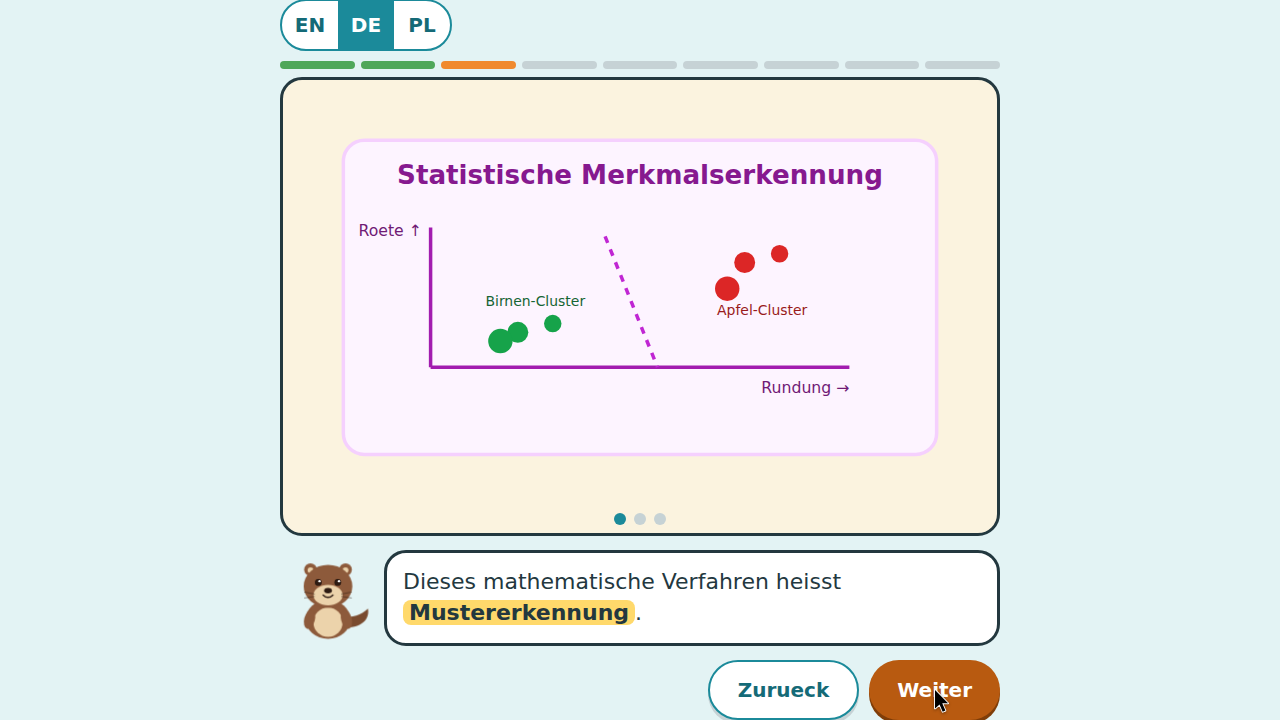 EN DE PL
Statistische Merkmalserkennung
Roete ↑
Birnen-Cluster
Apfel-Cluster
Rundung →
Dieses mathematische Verfahren heisst
Mustererkennung.
Zurueck Weiter